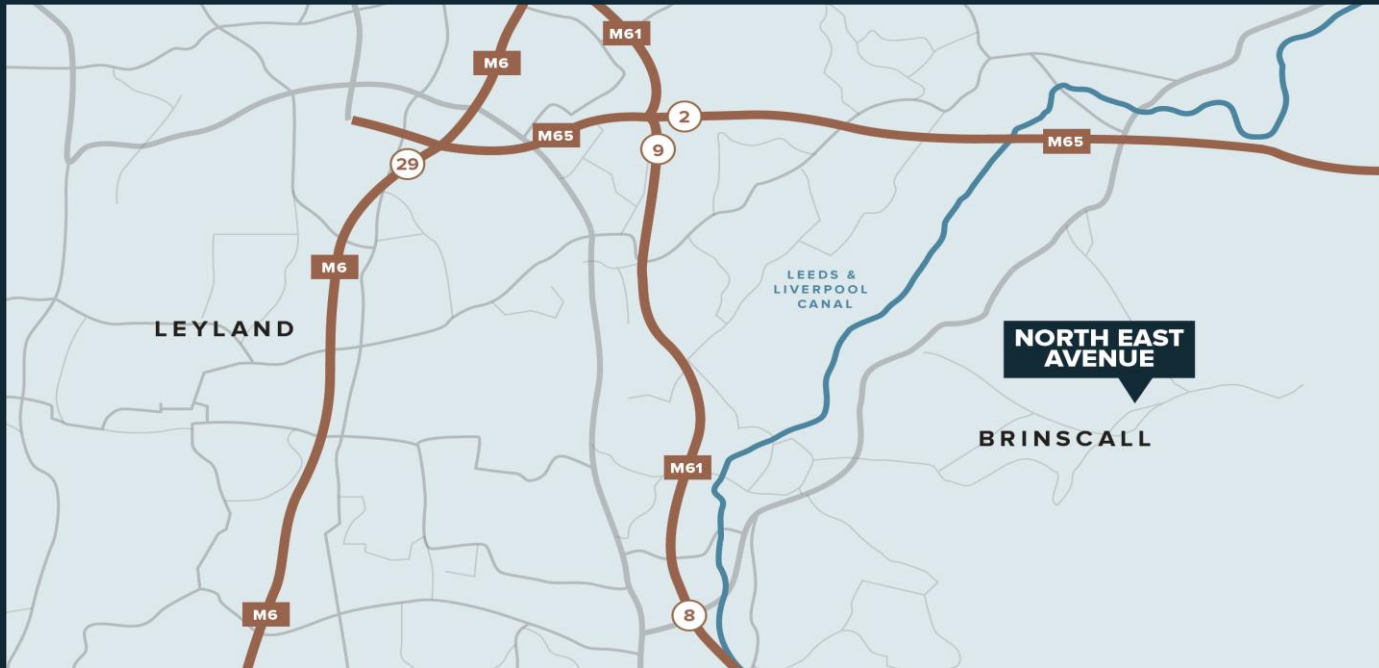 M61
M6
2
M65
M65
9
29
M6
LEEDS &
LIVERPOOL
CANAL
LEYLAND
NORTH EAST
AVENUE
BRINSCALL
M61
M6
8